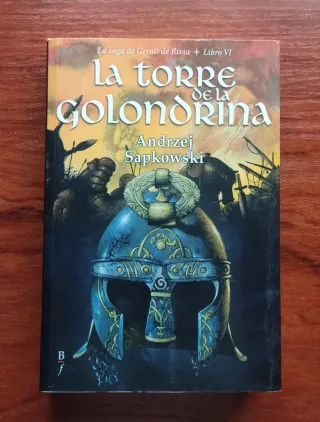 La saga de Geralt de Rivia ✦ Libro VI
LA TORRE
DE LA
GOLONDRINA
Andrzej
Sapkowski
B
f